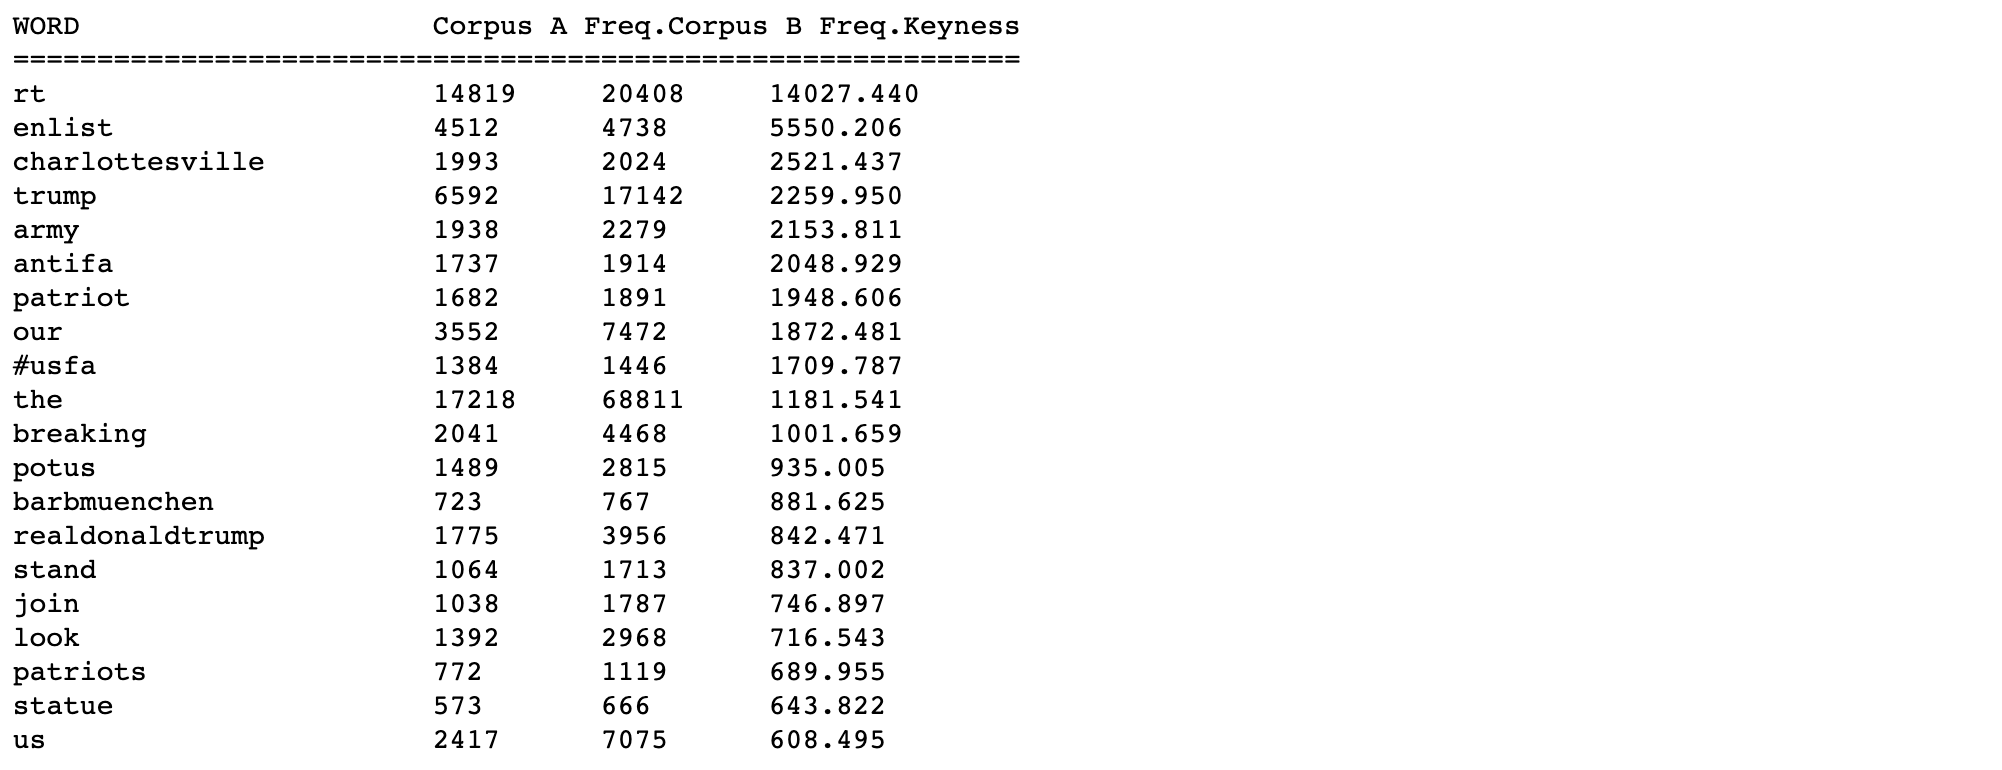 WORD Corpus A Freq.Corpus B Freq.Keyness
============================================================
rt 14819 20408 14027.440
enlist 4512 4738 5550.206
charlottesville 1993 2024 2521.437
trump 6592 17142 2259.950
army 1938 2279 2153.811
antifa 1737 1914 2048.929
patriot 1682 1891 1948.606
our 3552 7472 1872.481
#usfa 1384 1446 1709.787
the 17218 68811 1181.541
breaking 2041 4468 1001.659
potus 1489 2815 935.005
barbmuenchen 723 767 881.625
realdonaldtrump 1775 3956 842.471
stand 1064 1713 837.002
join 1038 1787 746.897
look 1392 2968 716.543
patriots 772 1119 689.955
statue 573 666 643.822
us 2417 7075 608.495